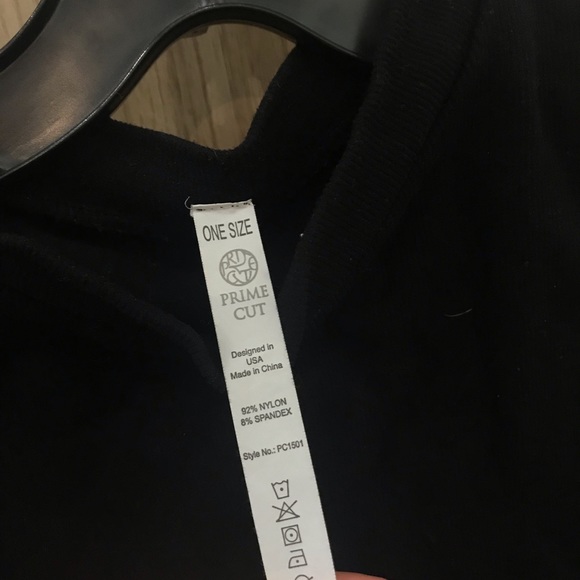 ONE SIZE
PRIME
CUT
Designed in
USA
Made in China
92% NYLON
8% SPANDEX
Style No.: PC1501